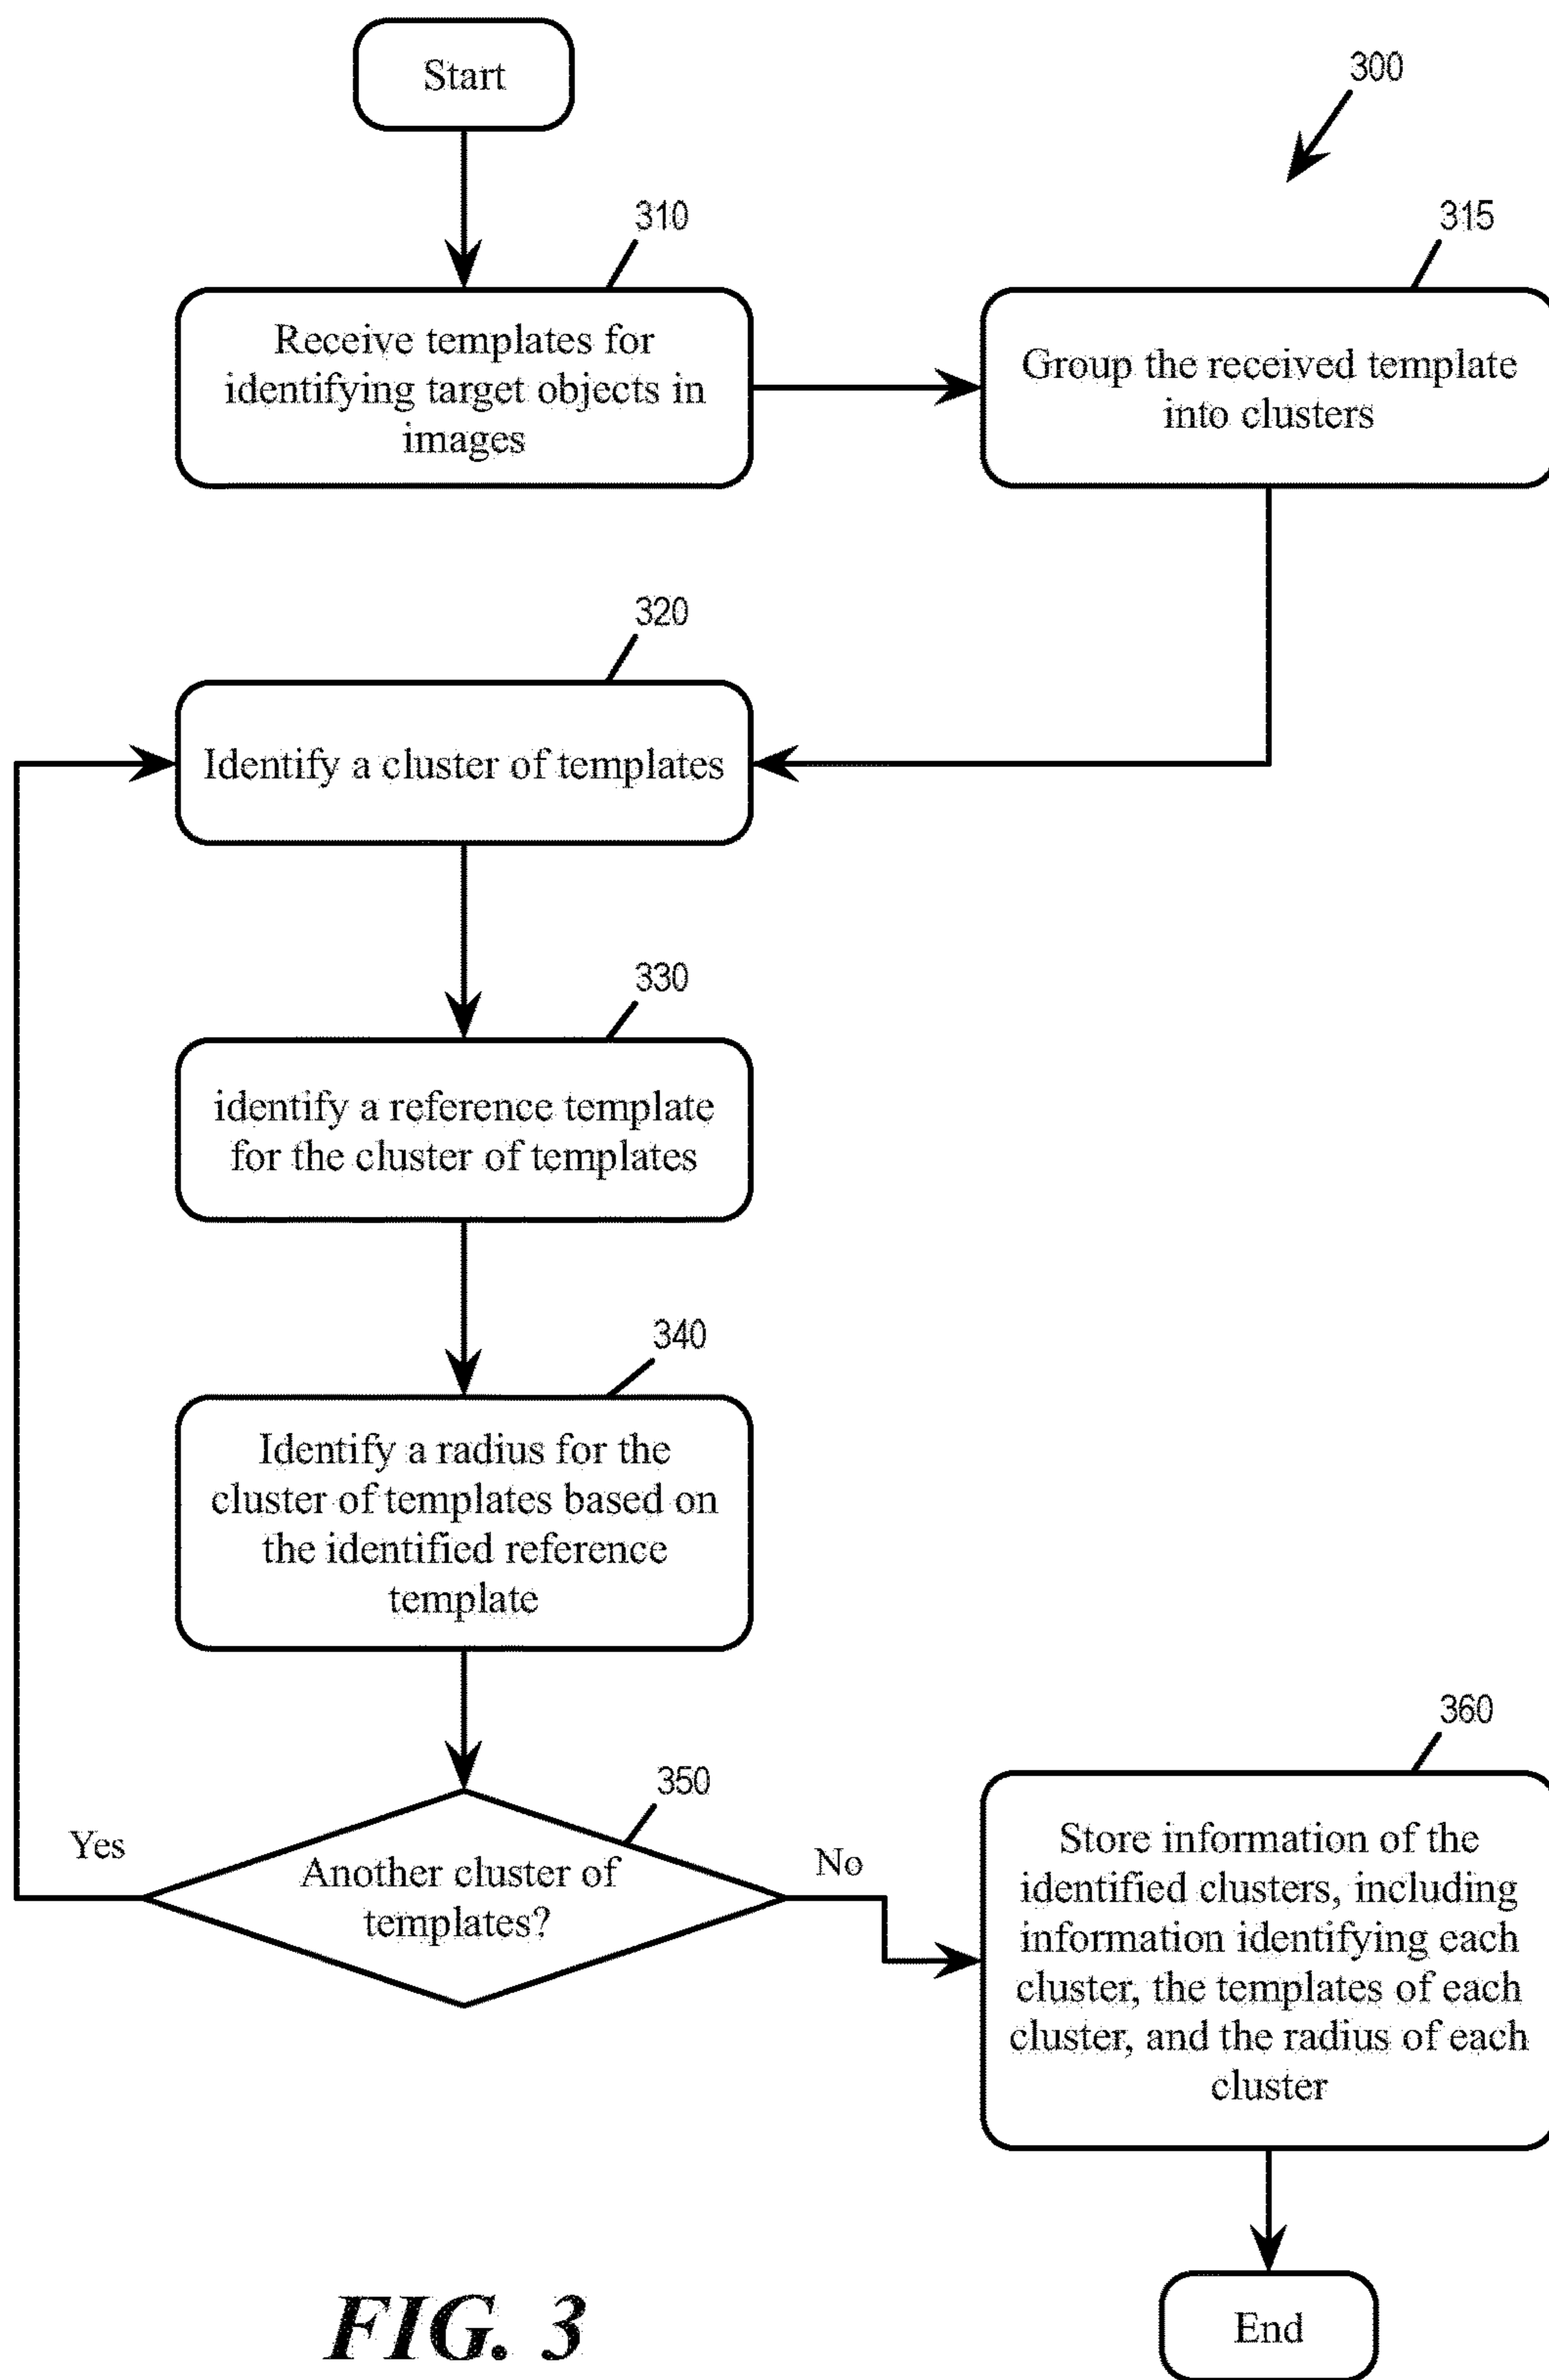 Start
300
310
Receive templates for
identifying target objects in
images
315
Group the received template
into clusters
320
Identify a cluster of templates
330
identify a reference template
for the cluster of templates
340
Identify a radius for the
cluster of templates based on
the identified reference
template
350
Another cluster of
templates?
Yes
No
360
Store information of the
identified clusters, including
information identifying each
cluster, the templates of each
cluster, and the radius of each
cluster
End
FIG. 3